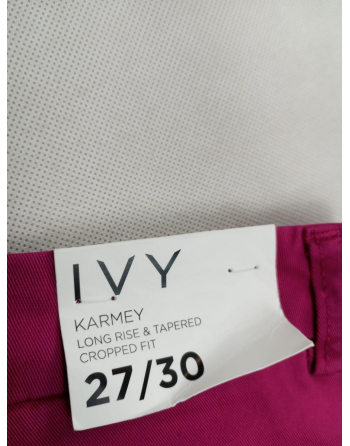 IVY
KARMEY
LONG RISE & TAPERED
CROPPED FIT
27/30